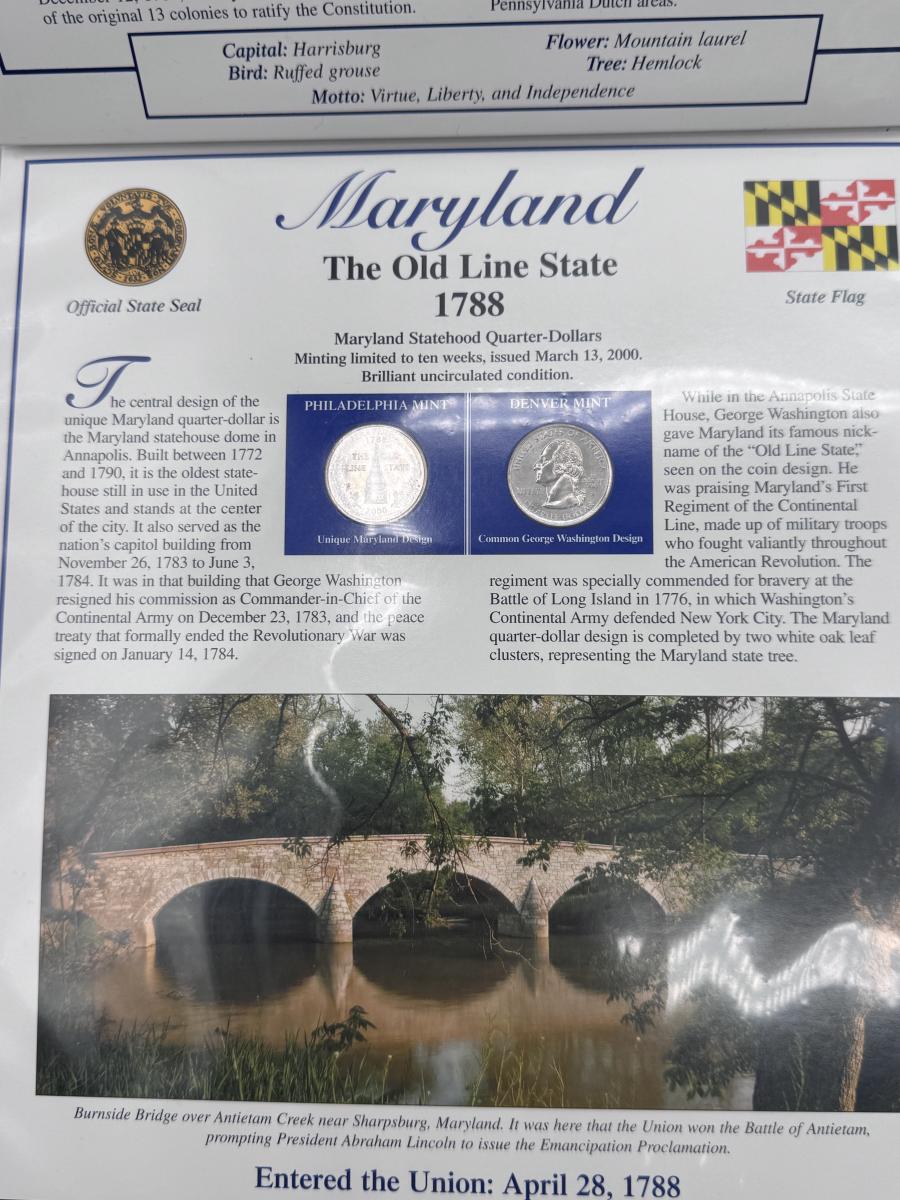 of the original 13 colonies to ratify the Constitution.
Pennsylvania Dutch areas.
Capital: Harrisburg
Flower: Mountain laurel
Bird: Ruffed grouse
Tree: Hemlock
Motto: Virtue, Liberty, and Independence
Maryland
The Old Line State
1788
Official State Seal
State Flag
Maryland Statehood Quarter-Dollars
Minting limited to ten weeks, issued March 13, 2000.
Brilliant uncirculated condition.
The central design of the
unique Maryland quarter-dollar is
the Maryland statehouse dome in
Annapolis. Built between 1772
and 1790, it is the oldest state-
house still in use in the United
States and stands at the center
of the city. It also served as the
nation's capitol building from
November 26, 1783 to June 3,
1784. It was in that building that George Washington
resigned his commission as Commander-in-Chief of the
Continental Army on December 23, 1783, and the peace
treaty that formally ended the Revolutionary War was
signed on January 14, 1784.
PHILADELPHIA MINT
1788
THE OLD
LINE STATE
2000
Unique Maryland Design
DENVER MINT
Common George Washington Design
While in the Annapolis State
House, George Washington also
gave Maryland its famous nick-
name of the “Old Line State,”
seen on the coin design. He
was praising Maryland's First
Regiment of the Continental
Line, made up of military troops
who fought valiantly throughout
the American Revolution. The
regiment was specially commended for bravery at the
Battle of Long Island in 1776, in which Washington's
Continental Army defended New York City. The Maryland
quarter-dollar design is completed by two white oak leaf
clusters, representing the Maryland state tree.
Burnside Bridge over Antietam Creek near Sharpsburg, Maryland. It was here that the Union won the Battle of Antietam,
prompting President Abraham Lincoln to issue the Emancipation Proclamation.
Entered the Union: April 28, 1788